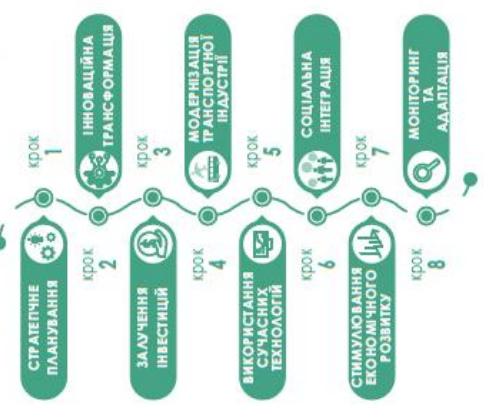 крок
1
СТРАТЕГІЧНЕ
ПЛАНУВАННЯ
крок
2
ІННОВАЦІЙНА
ТРАНСФОРМАЦІЯ
крок
3
ЗАЛУЧЕННЯ
ІНВЕСТИЦІЙ
крок
4
МОДЕРНІЗАЦІЯ
ТРАНСПОРТНОЇ
ІНДУСТРІЇ
крок
5
ВИКОРИСТАННЯ
СУЧАСНИХ
ТЕХНОЛОГІЙ
крок
6
СОЦІАЛЬНА
ІНТЕГРАЦІЯ
крок
7
СТИМУЛЮВАННЯ
ЕКОНОМІЧНОГО
РОЗВИТКУ
крок
8
МОНІТОРИНГ
ТА
АДАПТАЦІЯ